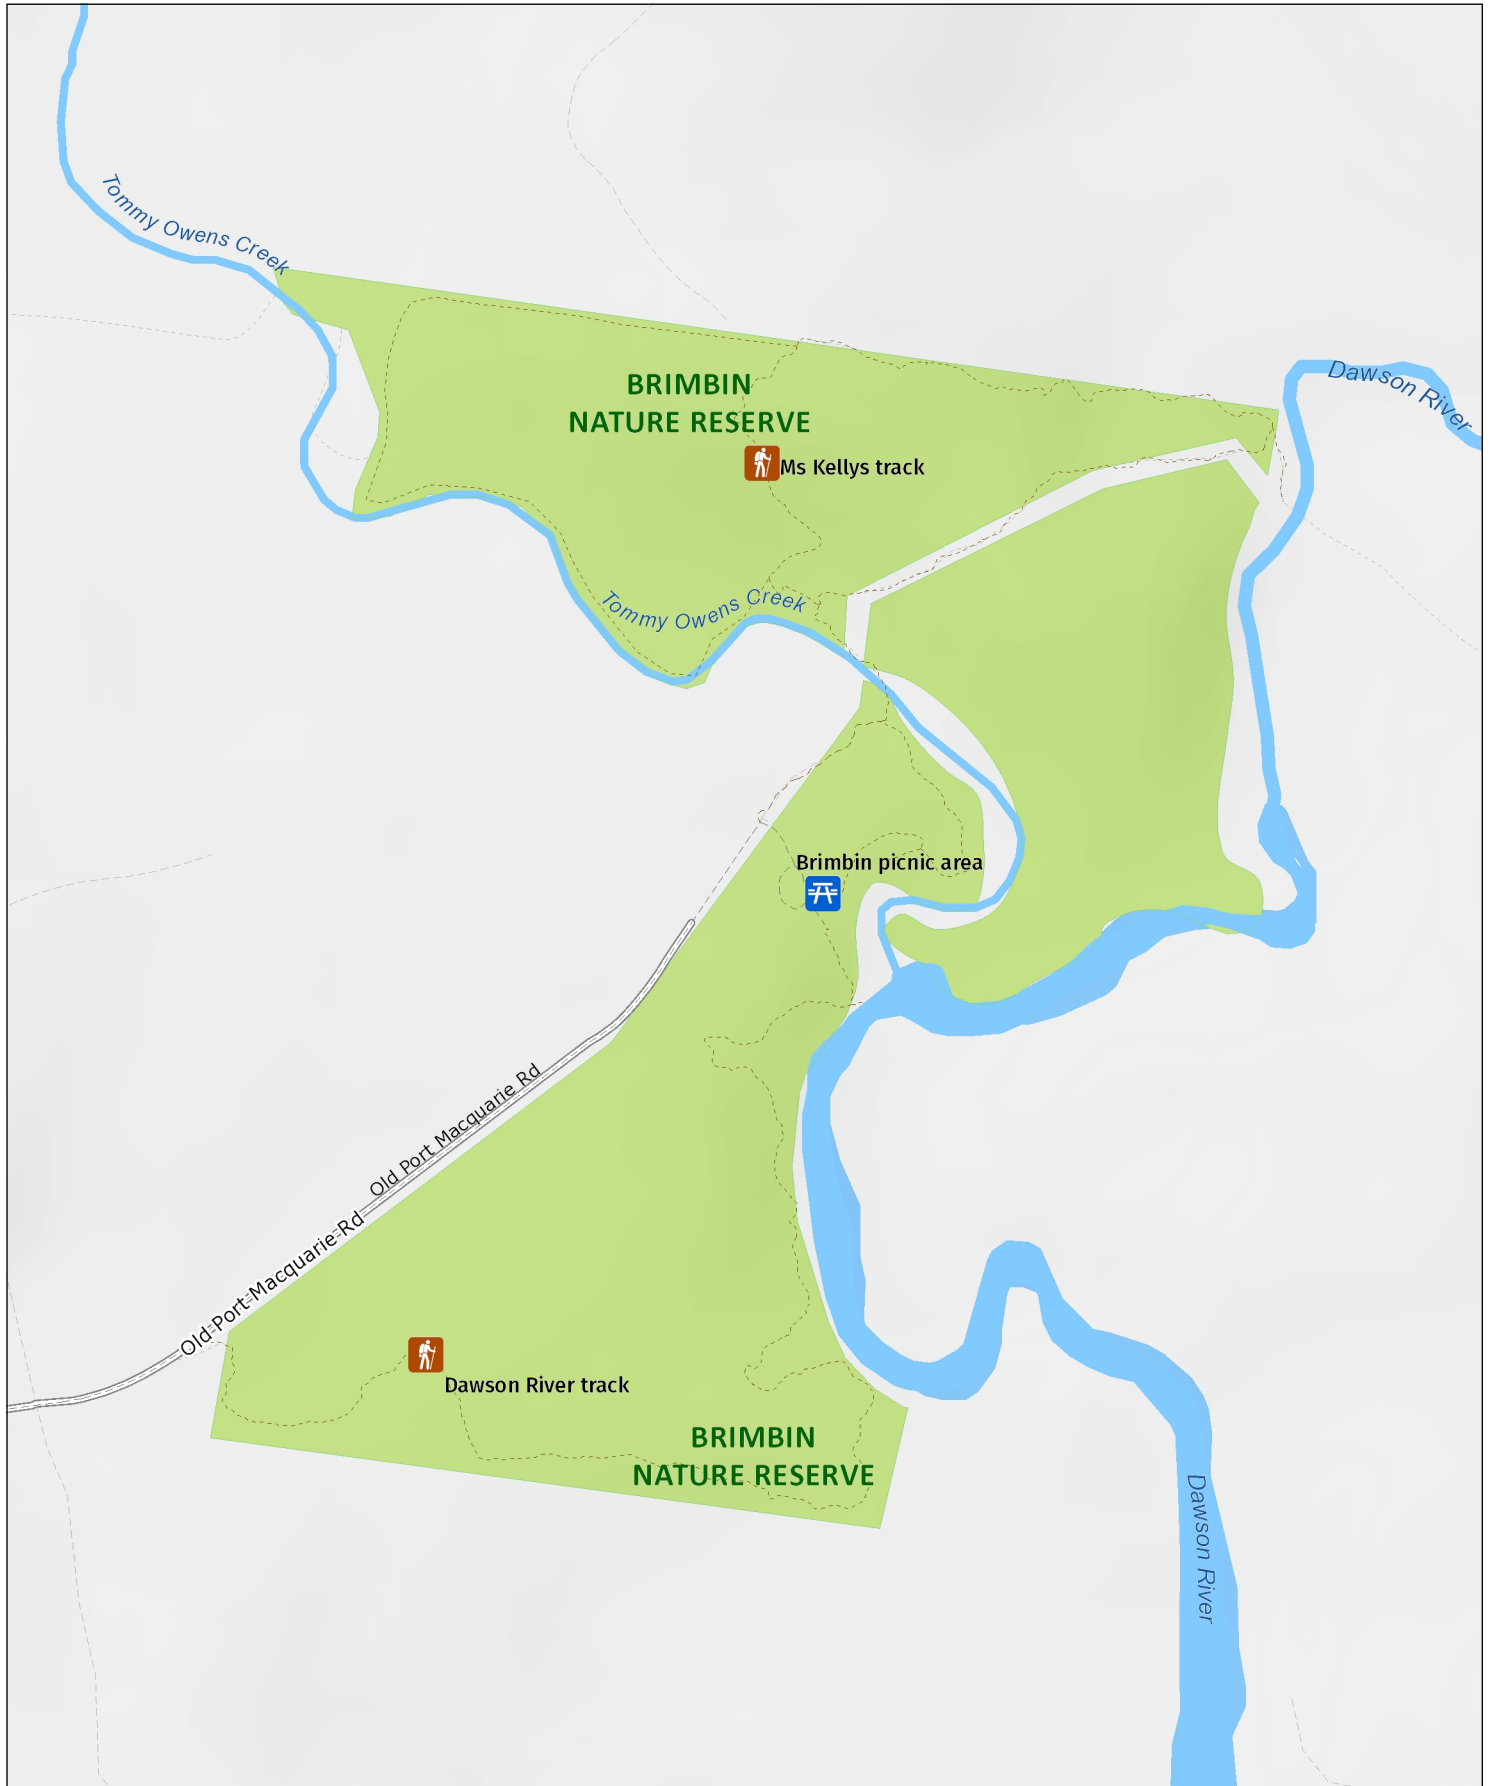 Tommy Owens Creek
Dawson River
BRIMBIN
NATURE RESERVE
Ms Kellys track
Tommy Owens Creek
Brimbin picnic area
Old Port Macquarie Rd
Old Port Macquarie Rd
Dawson River track
BRIMBIN
NATURE RESERVE
Dawson River